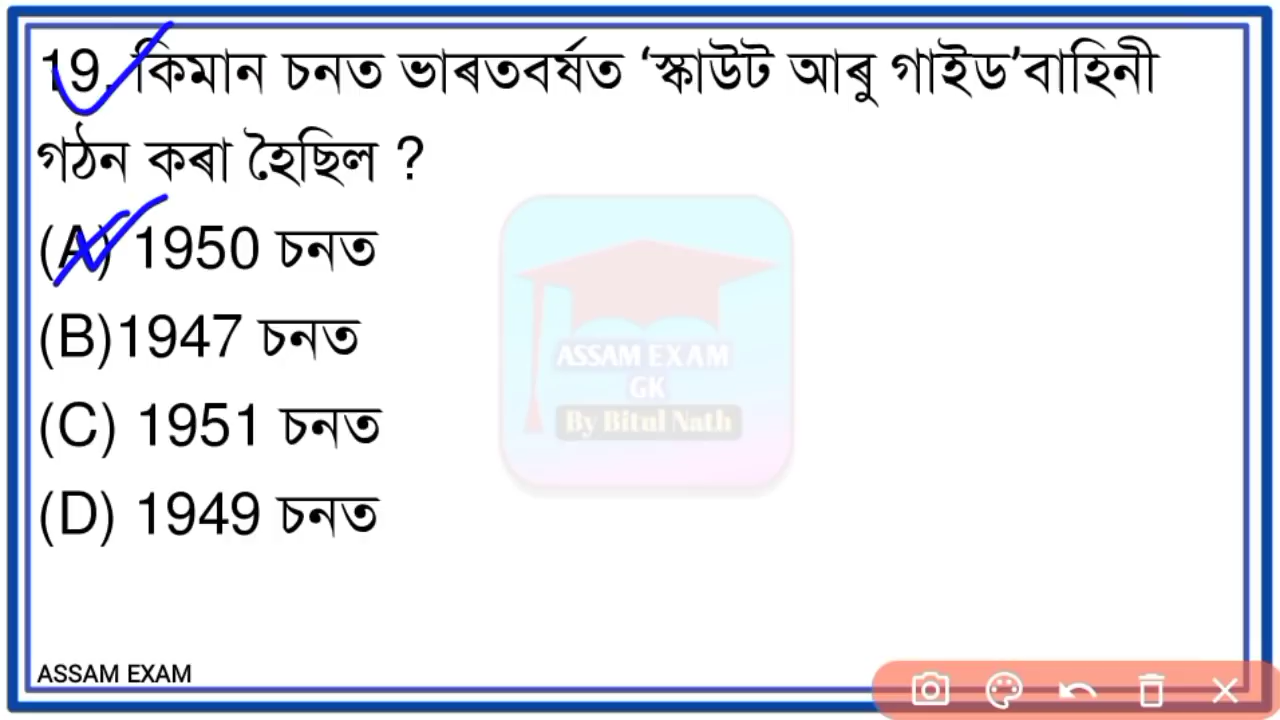 19. কিমান চনত ভাৰতবৰ্ষত ‘স্কাউট আৰু গাইড’বাহিনী
গঠন কৰা হৈছিল ?
(A) 1950 চনত
(B)1947 চনত
(C) 1951 চনত
(D) 1949 চনত
ASSAM EXAM
GK
By Bitul Nath
ASSAM EXAM